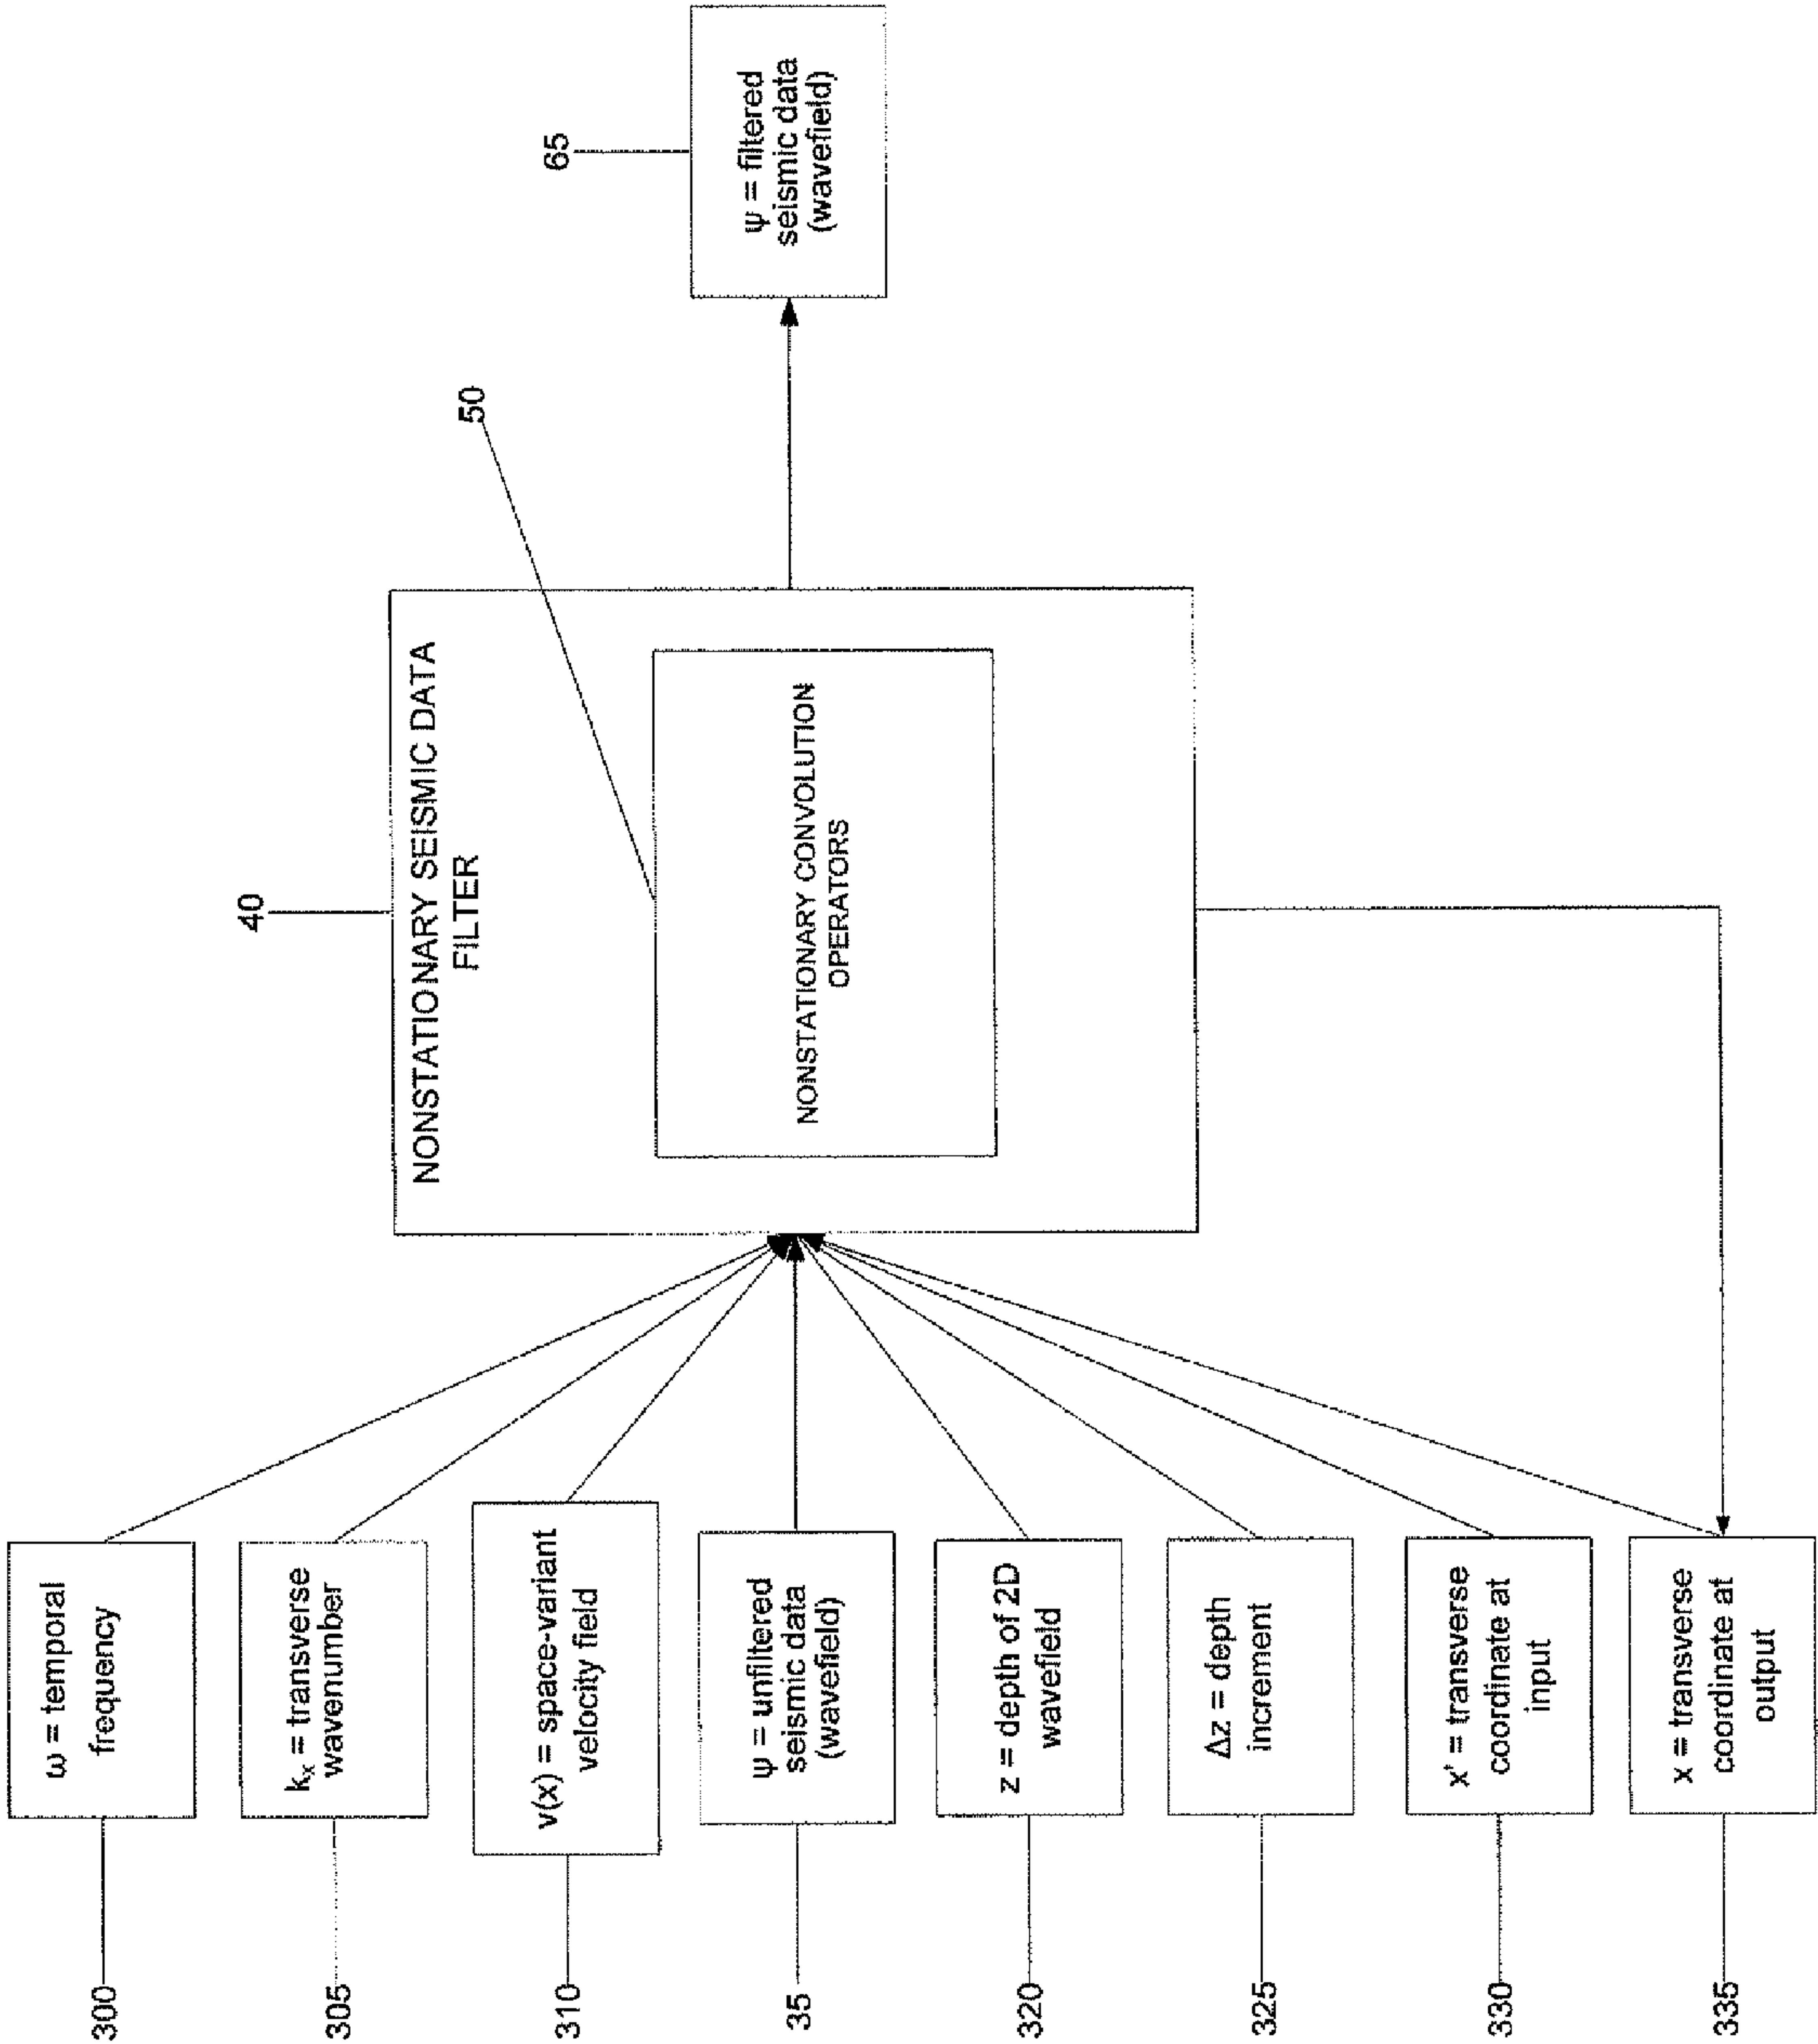 300
ω = temporal
frequency
305
kₓ = transverse
wavenumber
310
v(x) = space-variant
velocity field
35
ψ = unfiltered
seismic data
(wavefield)
320
z = depth of 2D
wavefield
325
Δz = depth
increment
330
x' = transverse
coordinate at
input
335
x = transverse
coordinate at
output
40
NONSTATIONARY SEISMIC DATA
FILTER
50
NONSTATIONARY CONVOLUTION
OPERATORS
65
ψ = filtered
seismic data
(wavefield)